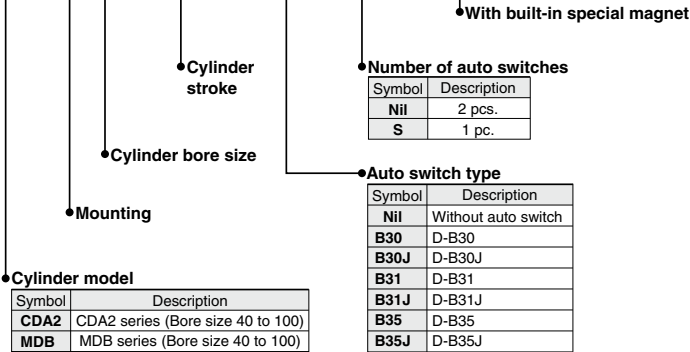 With built-in special magnet
Cylinder
stroke
Number of auto switches
Symbol Description
Nil 2 pcs.
S 1 pc.
Cylinder bore size
Auto switch type
Symbol Description
Nil Without auto switch
B30 D-B30
B30J D-B30J
B31 D-B31
B31J D-B31J
B35 D-B35
B35J D-B35J
Mounting
Cylinder model
Symbol Description
CDA2 CDA2 series (Bore size 40 to 100)
MDB MDB series (Bore size 40 to 100)